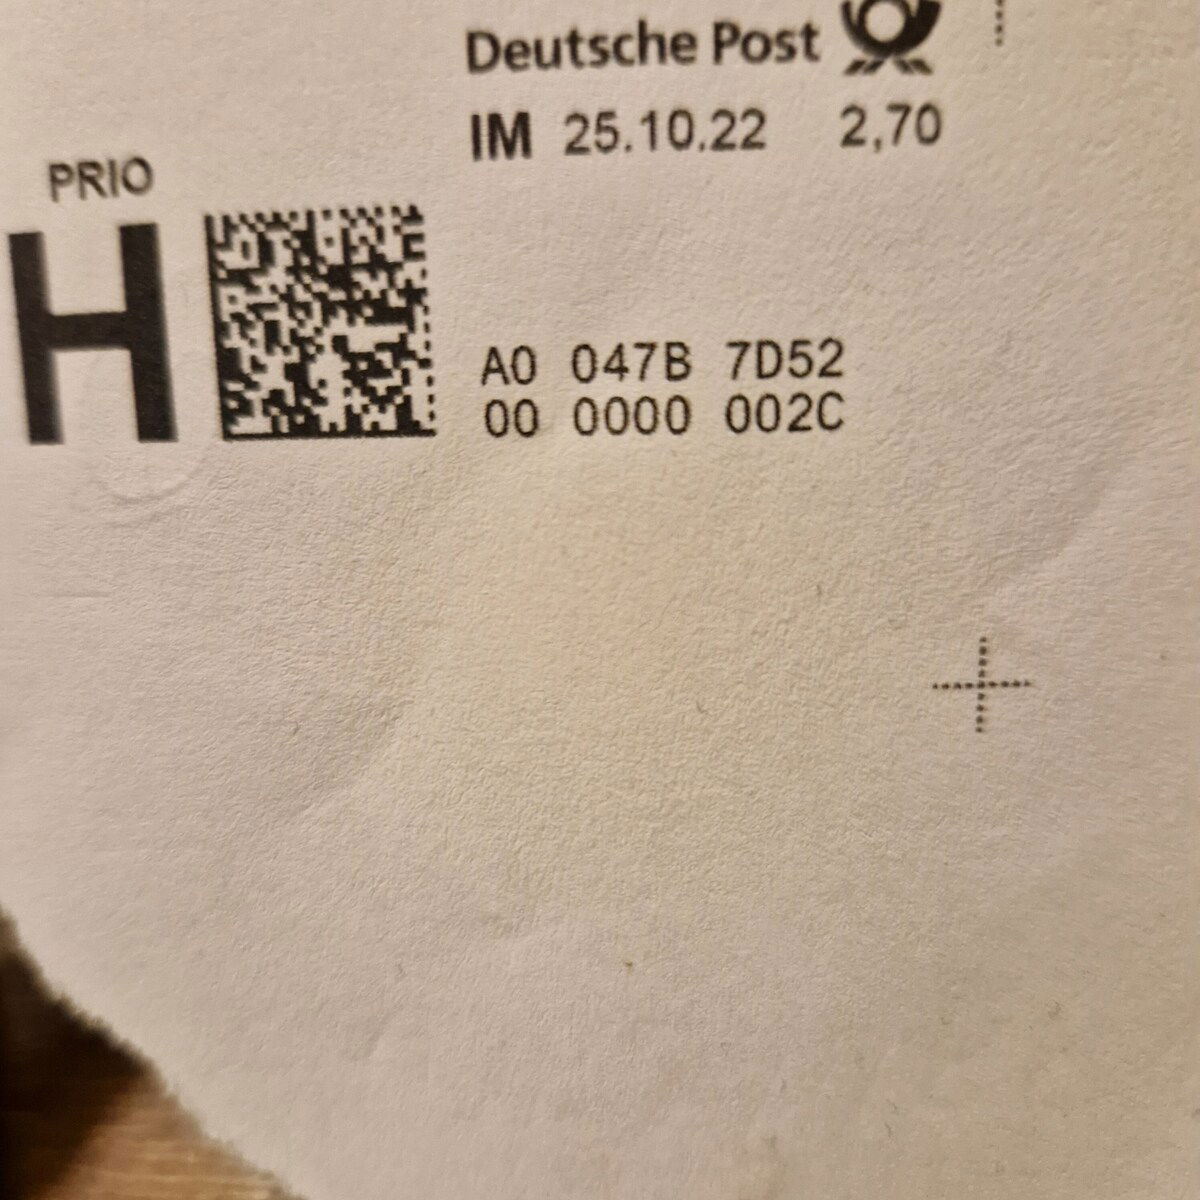 Deutsche Post
IM 25.10.22 2,70
PRIO
H
A0 047B 7D52
00 0000 002C